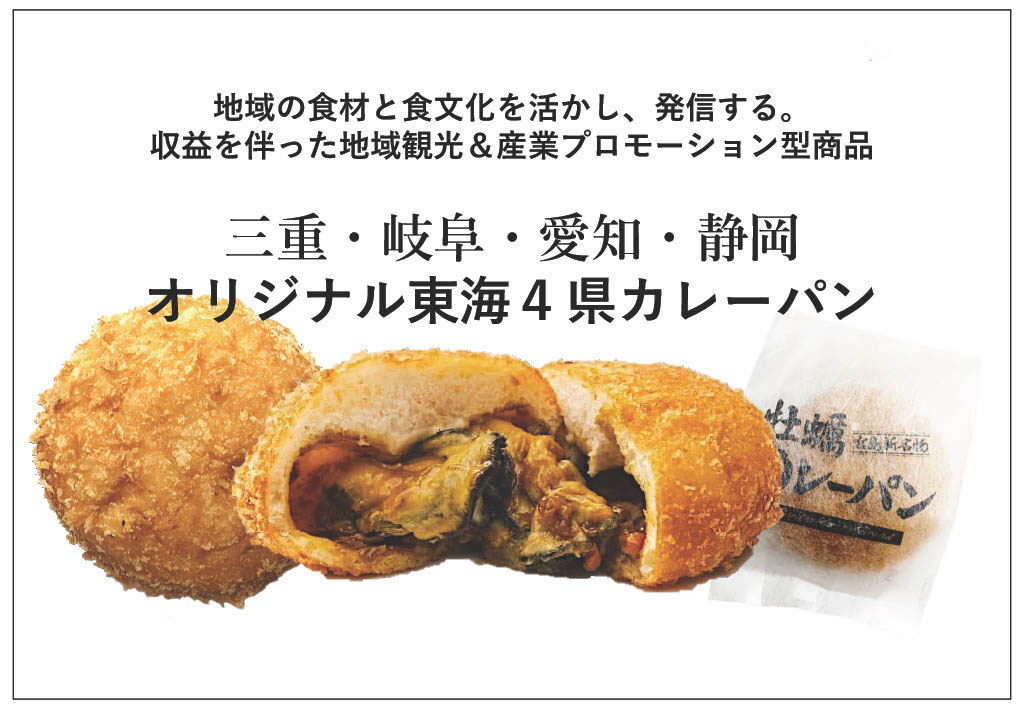 地域の食材と食文化を活かし、発信する。
収益を伴った地域観光＆産業プロモーション型商品
三重・岐阜・愛知・静岡
オリジナル東海４県カレーパン
牡蠣
宮島新名物
カレーパン